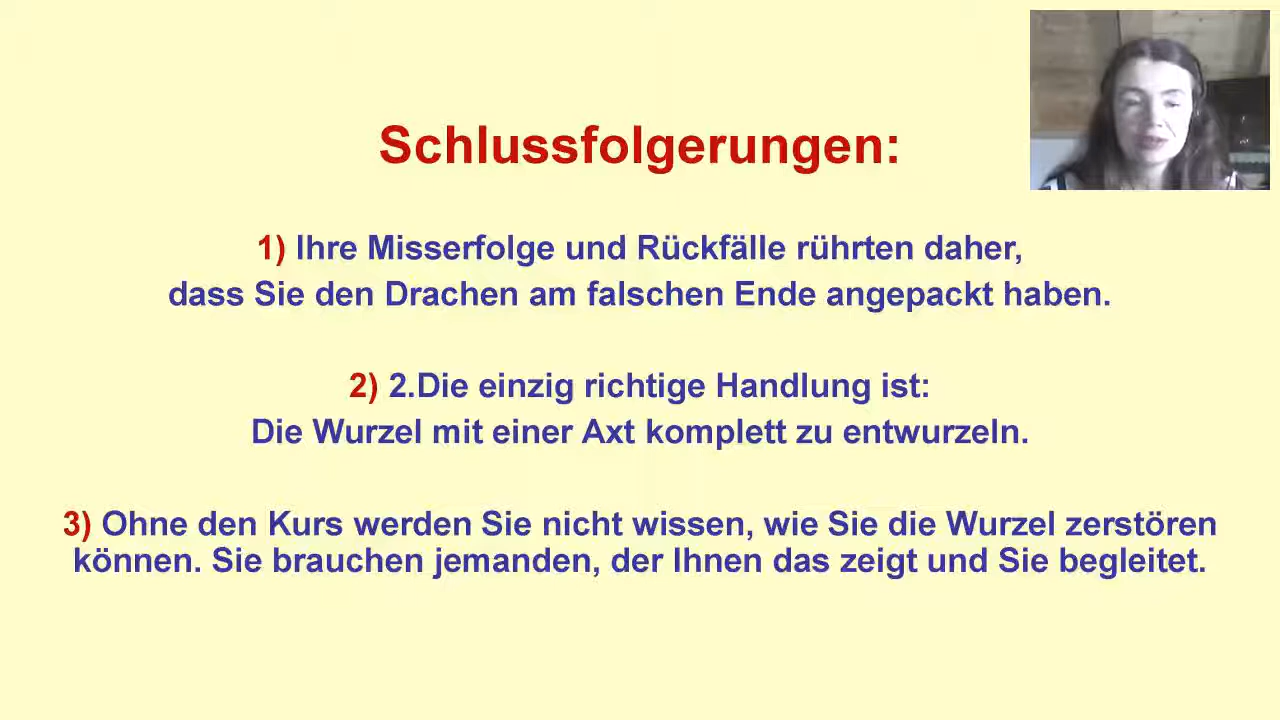 Schlussfolgerungen:
1) Ihre Misserfolge und Rückfälle rührten daher,
dass Sie den Drachen am falschen Ende angepackt haben.
2) 2.Die einzig richtige Handlung ist:
Die Wurzel mit einer Axt komplett zu entwurzeln.
3) Ohne den Kurs werden Sie nicht wissen, wie Sie die Wurzel zerstören
können. Sie brauchen jemanden, der Ihnen das zeigt und Sie begleitet.